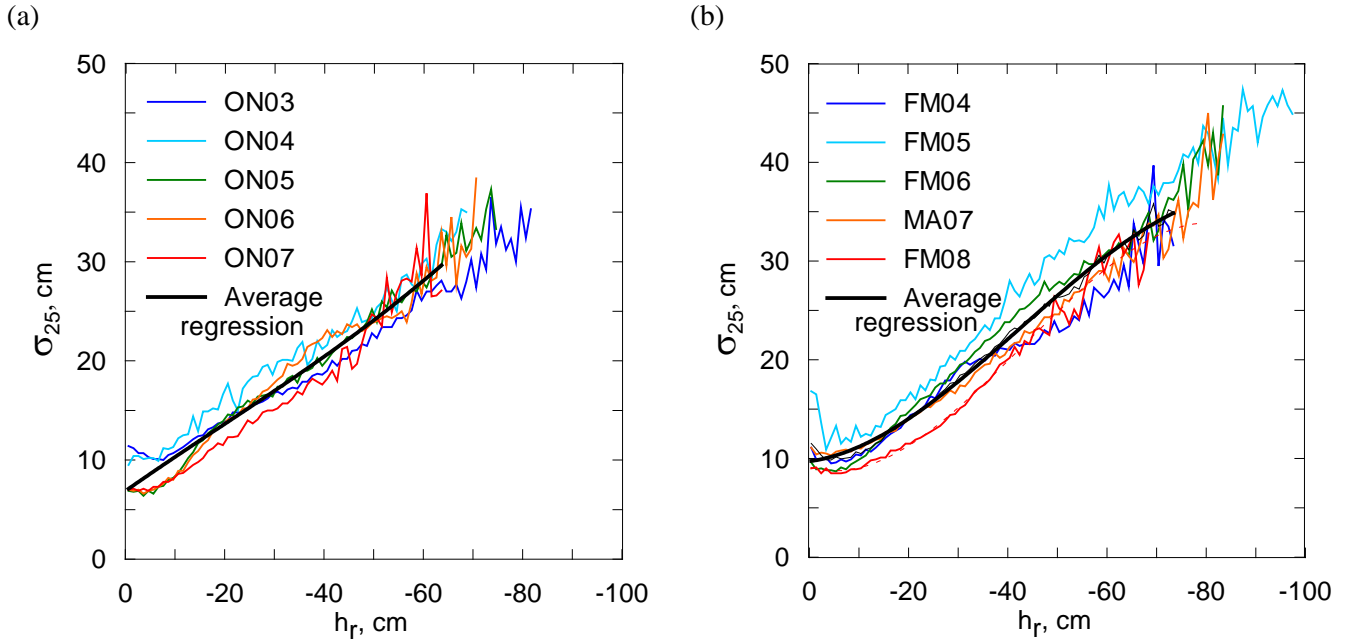 (a)
50
40
30
20
10
0
σ25, cm
ON03
ON04
ON05
ON06
ON07
Average
regression
0 -20 -40 -60 -80 -100
hr, cm
(b)
50
40
30
20
10
0
σ25, cm
FM04
FM05
FM06
MA07
FM08
Average
regression
0 -20 -40 -60 -80 -100
hr, cm